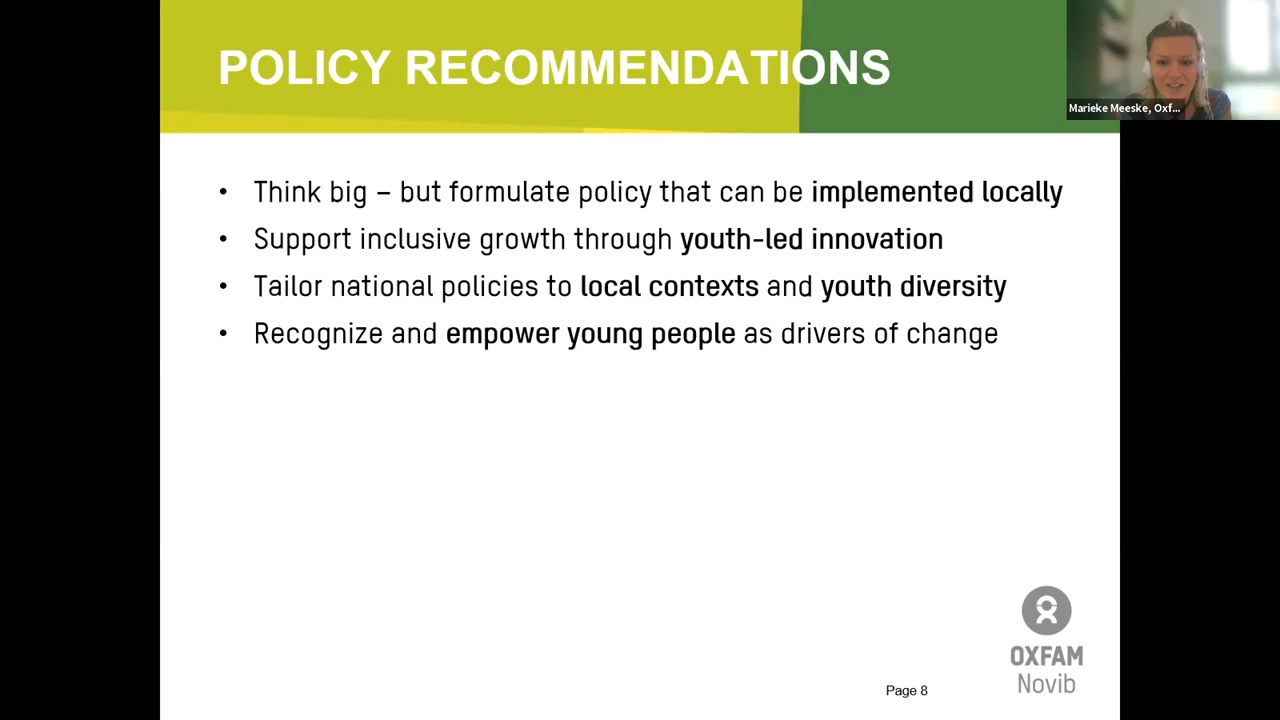 POLICY RECOMMENDATIONS
Marieke Meeske, Oxf...
• Think big – but formulate policy that can be implemented locally
• Support inclusive growth through youth-led innovation
• Tailor national policies to local contexts and youth diversity
• Recognize and empower young people as drivers of change
OXFAM
Novib
Page 8